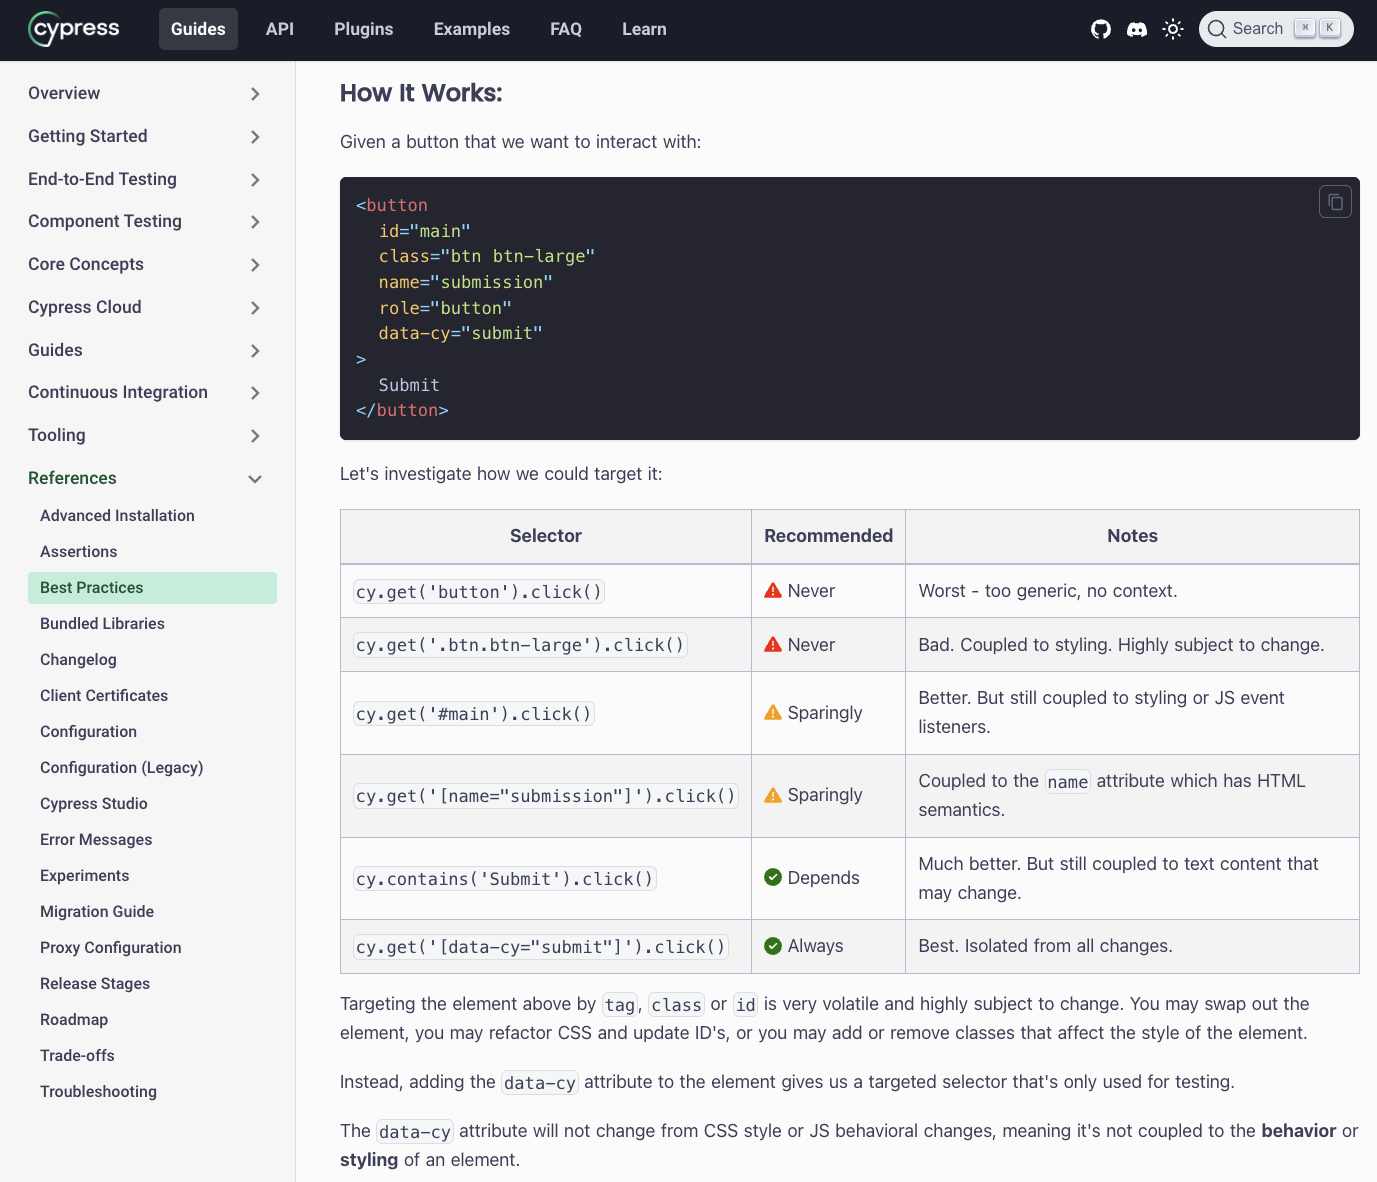 cypress
Guides
API
Plugins
Examples
FAQ
Learn
Search ⌘ K
Overview
Getting Started
End-to-End Testing
Component Testing
Core Concepts
Cypress Cloud
Guides
Continuous Integration
Tooling
References
Advanced Installation
Assertions
Best Practices
Bundled Libraries
Changelog
Client Certificates
Configuration
Configuration (Legacy)
Cypress Studio
Error Messages
Experiments
Migration Guide
Proxy Configuration
Release Stages
Roadmap
Trade-offs
Troubleshooting
How It Works:
Given a button that we want to interact with:
<button
id="main"
class="btn btn-large"
name="submission"
role="button"
data-cy="submit"
>
Submit
</button>
Let's investigate how we could target it:
Selector Recommended Notes
cy.get('button').click() Never Worst - too generic, no context.
cy.get('.btn.btn-large').click() Never Bad. Coupled to styling. Highly subject to change.
cy.get('#main').click() Sparingly Better. But still coupled to styling or JS event
listeners.
cy.get('[name="submission"]').click() Sparingly Coupled to the name attribute which has HTML
semantics.
cy.contains('Submit').click() Depends Much better. But still coupled to text content that
may change.
cy.get('[data-cy="submit"]').click() Always Best. Isolated from all changes.
Targeting the element above by tag, class or id is very volatile and highly subject to change. You may swap out the
element, you may refactor CSS and update ID's, or you may add or remove classes that affect the style of the element.
Instead, adding the data-cy attribute to the element gives us a targeted selector that's only used for testing.
The data-cy attribute will not change from CSS style or JS behavioral changes, meaning it's not coupled to the behavior or
styling of an element.